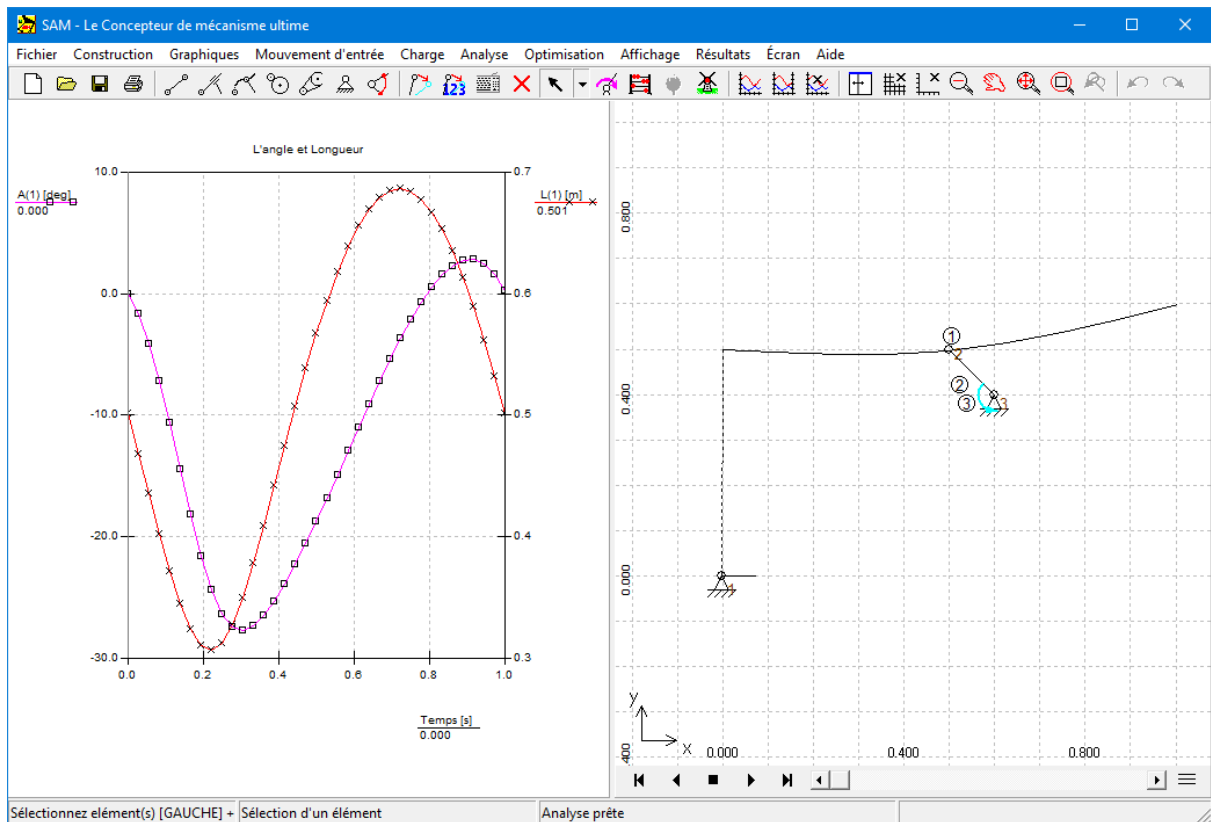 SAM - Le Concepteur de mécanisme ultime
Fichier Construction Graphiques Mouvement d'entrée Charge Analyse Optimisation Affichage Résultats Écran Aide
123
L'angle et Longueur
A(1) [deg]
0.000
L(1) [m]
0.501
10.0
0.0
-10.0
-20.0
-30.0
0.7
0.6
0.5
0.4
0.3
0.0 0.2 0.4 0.6 0.8 1.0
Temps [s]
0.000
0.800
0.400
0.000
.400
1
2
2
3
3
1
y
x
0.000 0.400 0.800
Sélectionnez elément(s) [GAUCHE] + Sélection d'un élément Analyse prête